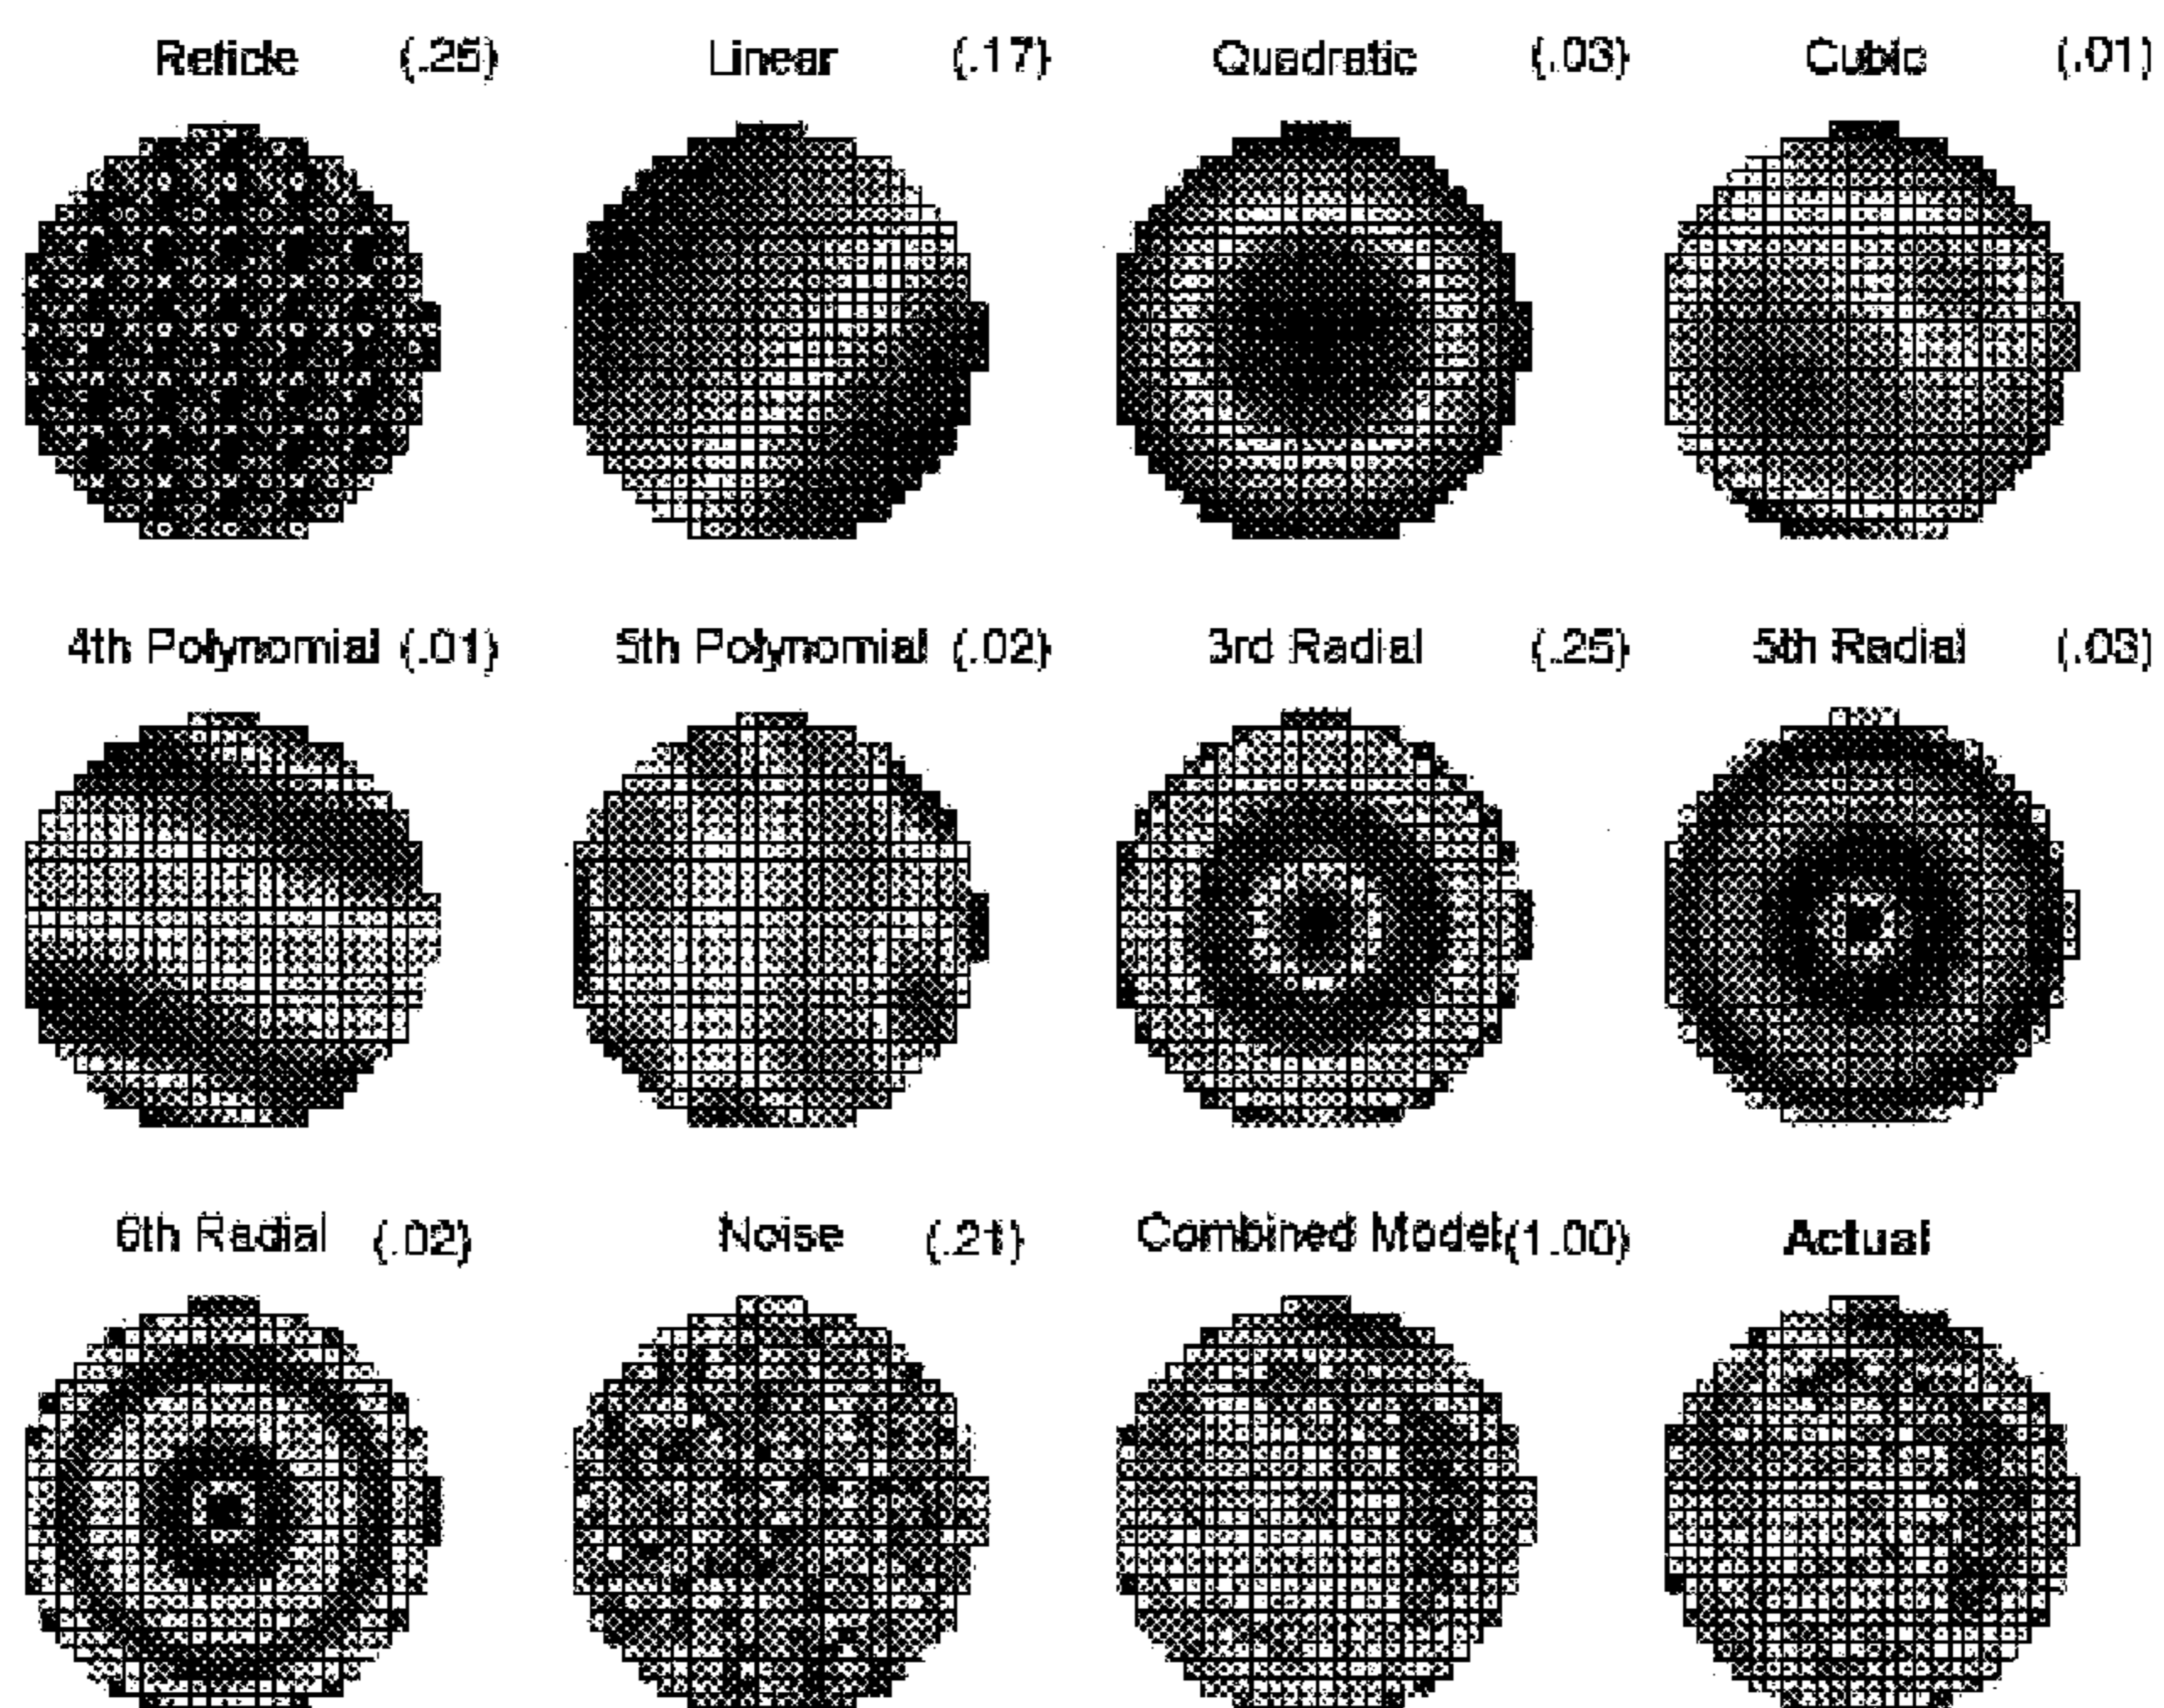 Reticle (.25)
Linear (.17)
Quadratic (.03)
Cubic (.01)
4th Polynomial (.01)
5th Polynomial (.02)
3rd Radial (.25)
5th Radial (.03)
6th Radial (.02)
Noise (.21)
Combined Model (1.00)
Actual